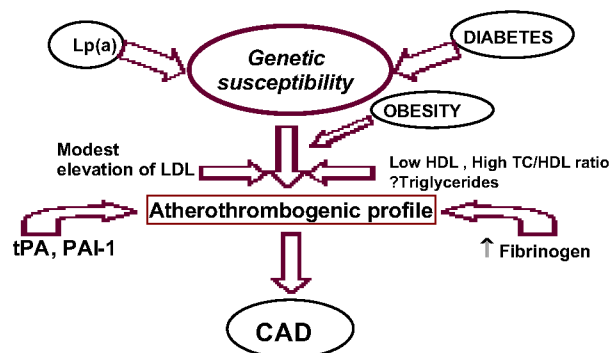 Lp(a)
Genetic
susceptibility
DIABETES
OBESITY
Modest
elevation of LDL
Low HDL , High TC/HDL ratio
?Triglycerides
Atherothrombogenic profile
tPA, PAI-1
↑ Fibrinogen
CAD